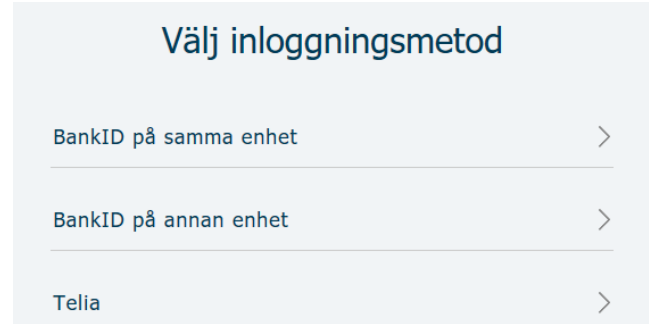 Välj inloggningsmetod
BankID på samma enhet
BankID på annan enhet
Telia